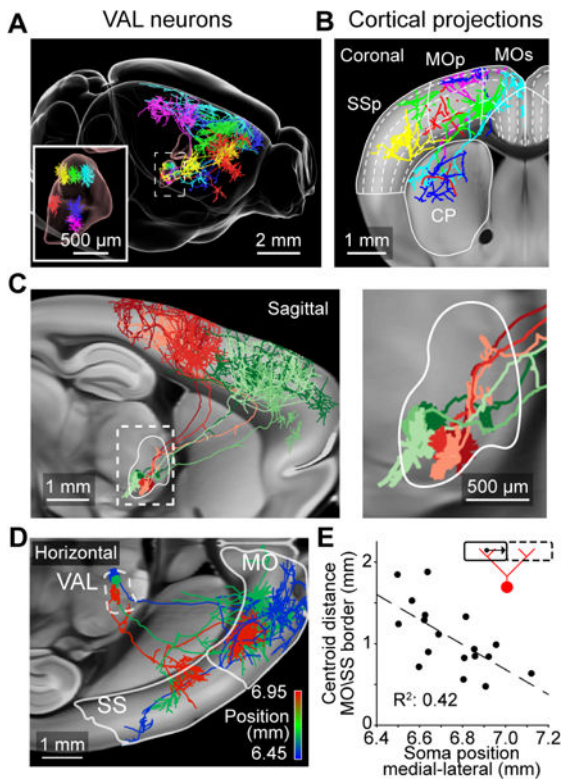 A
VAL neurons
500 µm
2 mm
B
Cortical projections
Coronal
MOp
MOs
SSp
CP
1 mm
C
Sagittal
1 mm
500 µm
D
Horizontal
VAL
MO
SS
6.95
Position
(mm)
6.45
1 mm
E
Centroid distance
MO\SS border (mm)
2
1
0
R²: 0.42
6.4 6.6 6.8 7.0 7.2
Soma position
medial-lateral (mm)